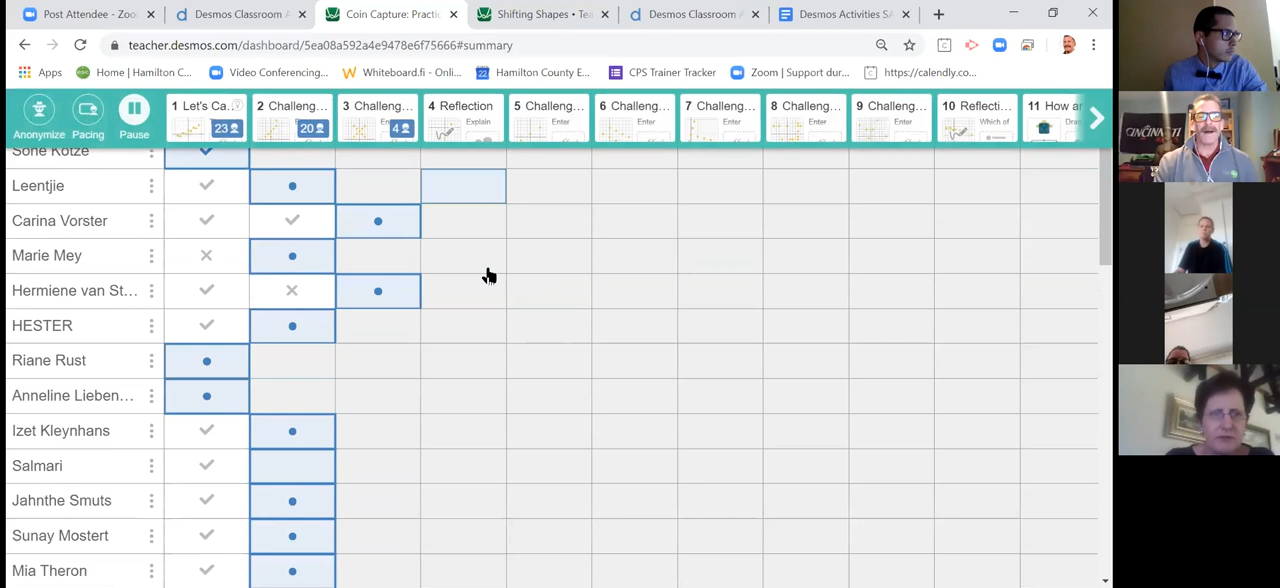 Post Attendee - Zoo
Desmos Classroom A
Coin Capture: Practic
Shifting Shapes • Tea
Desmos Classroom A
Desmos Activities SA
teacher.desmos.com/dashboard/5ea08a592a4e9478e6f75666#summary
Apps
Home | Hamilton C...
Video Conferencing...
Whiteboard.fi - Onli...
Hamilton County E...
CPS Trainer Tracker
Zoom | Support dur...
https://calendly.co...
Anonymize
Pacing
Pause
1 Let's Ca...
23
2 Challeng...
20
3 Challeng...
4
4 Reflection
Explain
5 Challeng...
Enter
6 Challeng...
Enter
7 Challeng...
Enter
8 Challeng...
Enter
9 Challeng...
Enter
10 Reflecti...
Which of
11 How ar
Dra
Sone Kotze
Leentjie
Carina Vorster
Marie Mey
Hermiene van St...
HESTER
Riane Rust
Anneline Lieben...
Izet Kleynhans
Salmari
Jahnthe Smuts
Sunay Mostert
Mia Theron
CINCINNATI